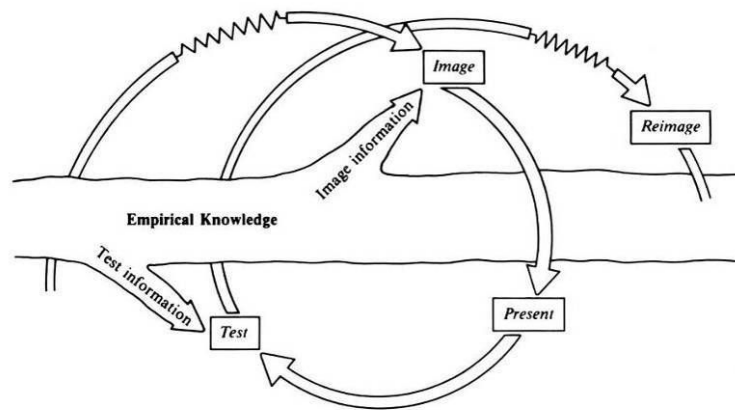 Image
Reimage
Image information
Empirical Knowledge
Test information
Present
Test